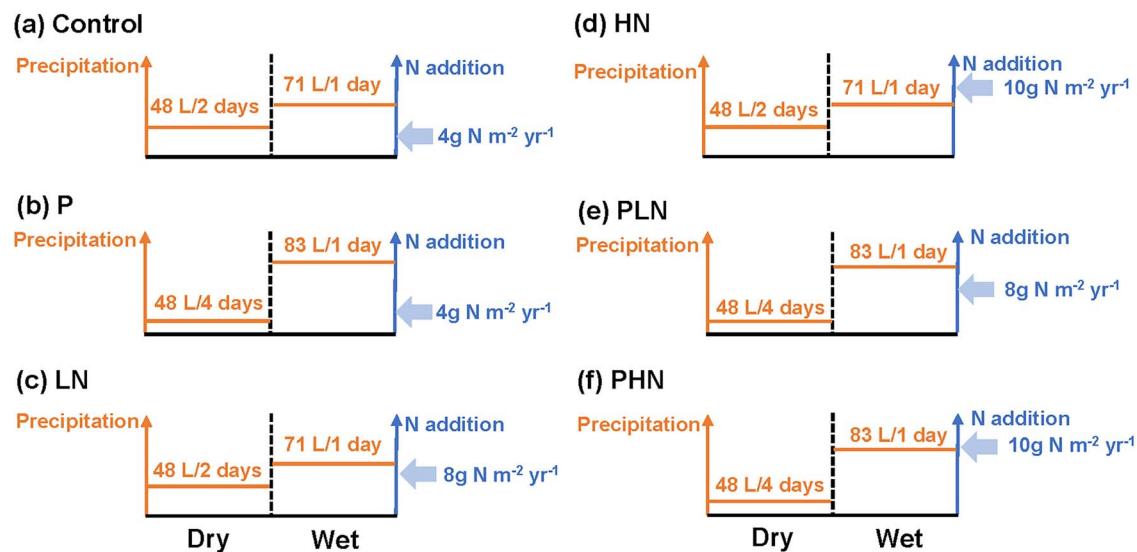 (a) Control
Precipitation
48 L/2 days
71 L/1 day
N addition
4g N m⁻² yr⁻¹
(b) P
Precipitation
48 L/4 days
83 L/1 day
N addition
4g N m⁻² yr⁻¹
(c) LN
Precipitation
48 L/2 days
71 L/1 day
N addition
8g N m⁻² yr⁻¹
Dry
Wet
(d) HN
Precipitation
48 L/2 days
71 L/1 day
N addition
10g N m⁻² yr⁻¹
(e) PLN
Precipitation
48 L/4 days
83 L/1 day
N addition
8g N m⁻² yr⁻¹
(f) PHN
Precipitation
48 L/4 days
83 L/1 day
N addition
10g N m⁻² yr⁻¹
Dry
Wet